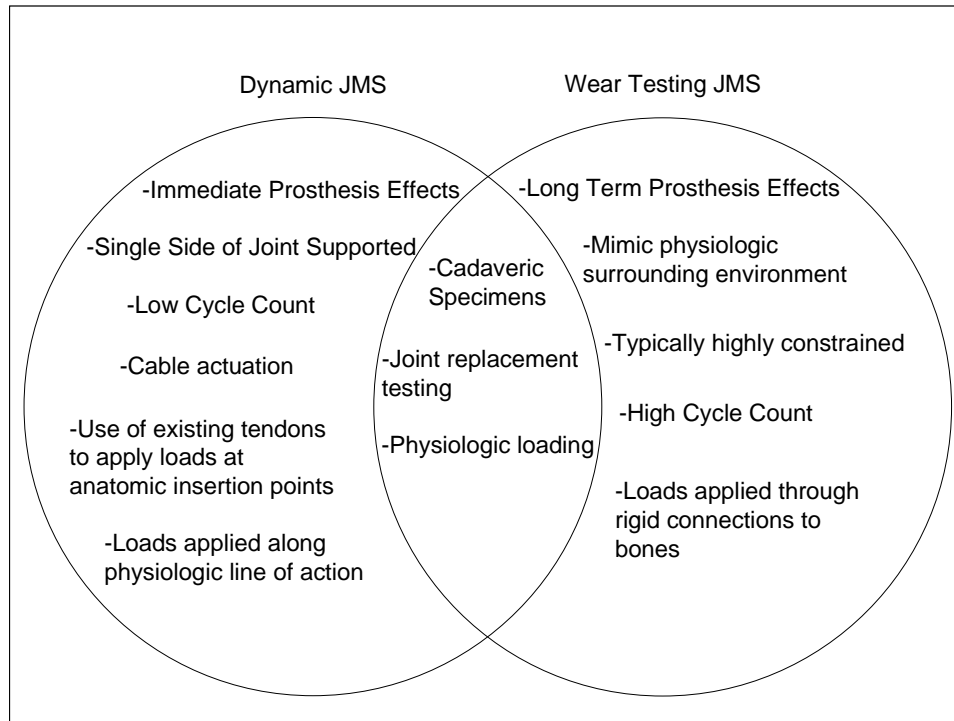 Dynamic JMS
Wear Testing JMS
-Immediate Prosthesis Effects
-Single Side of Joint Supported
-Low Cycle Count
-Cable actuation
-Use of existing tendons
to apply loads at
anatomic insertion points
-Loads applied along
physiologic line of action
-Cadaveric
Specimens
-Joint replacement
testing
-Physiologic loading
-Long Term Prosthesis Effects
-Mimic physiologic
surrounding environment
-Typically highly constrained
-High Cycle Count
-Loads applied through
rigid connections to
bones